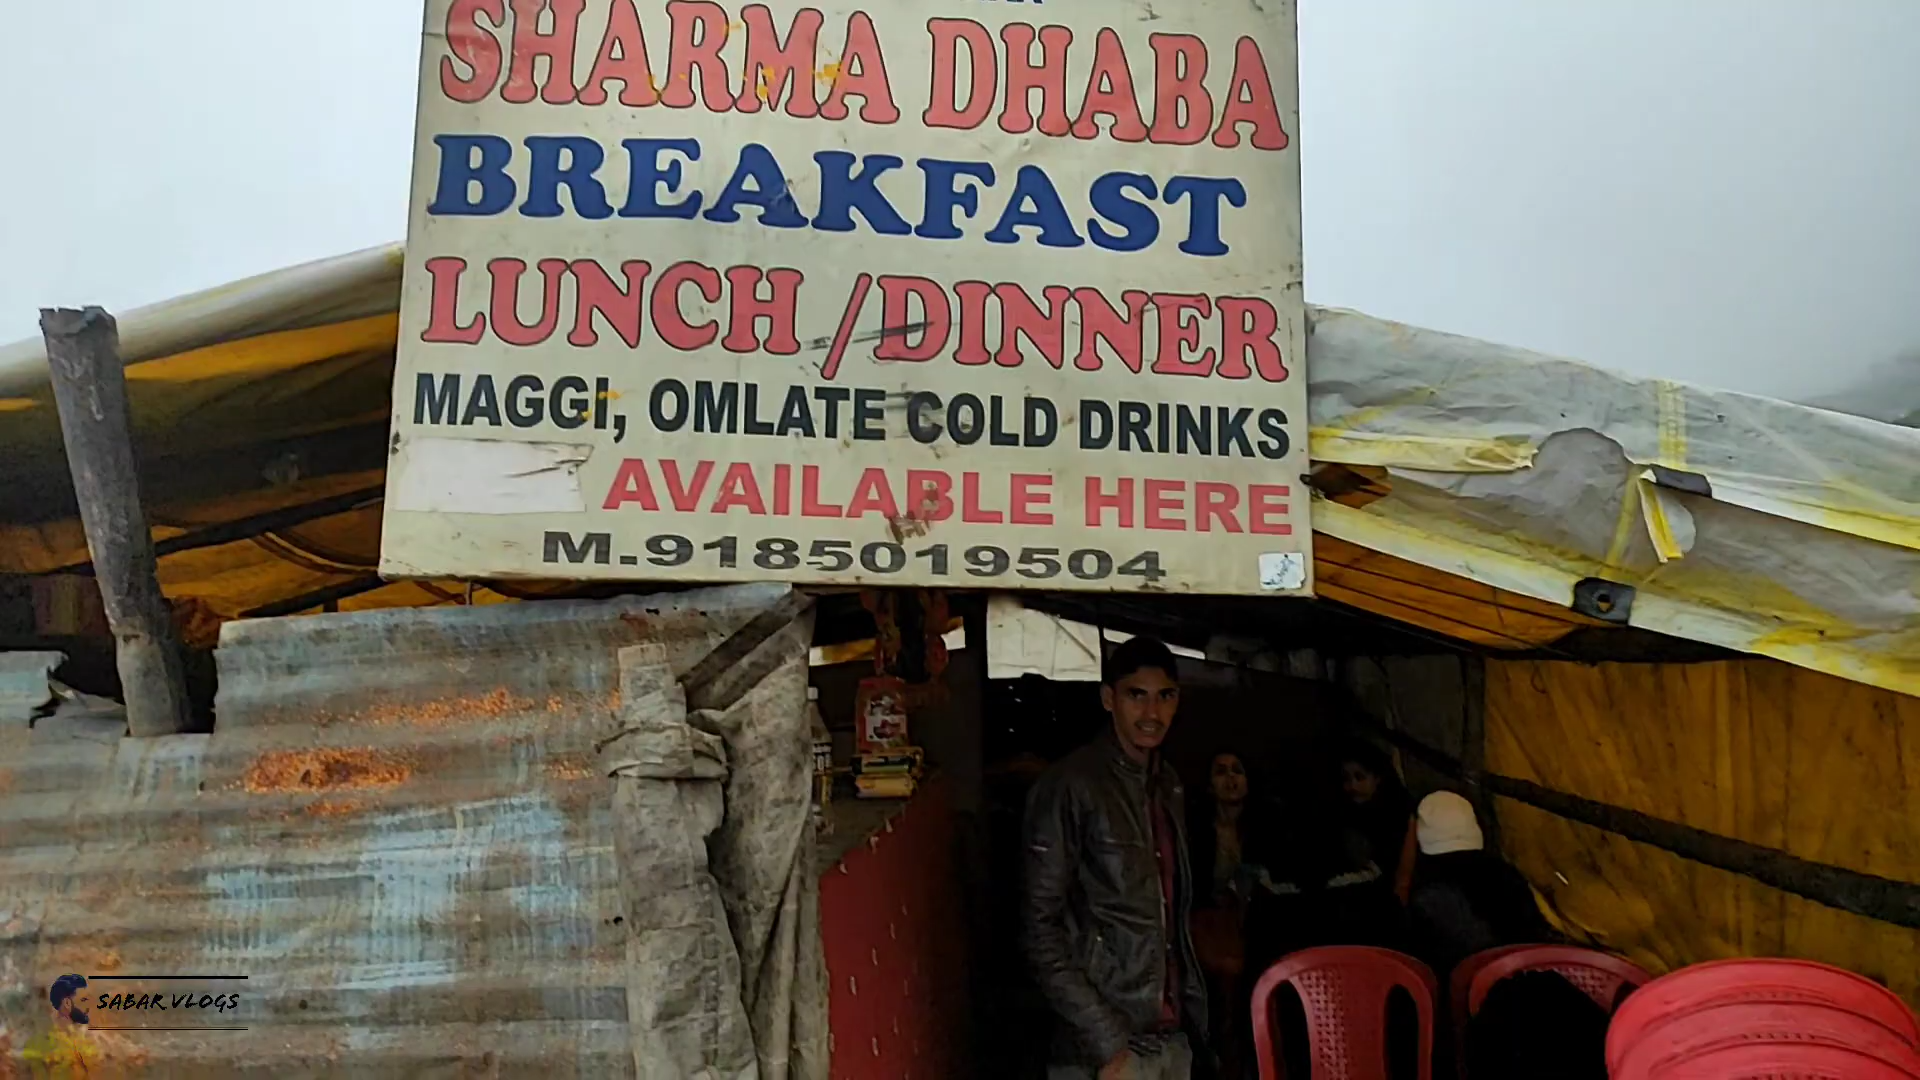 SHARMA DHABA
BREAKFAST
LUNCH / DINNER
MAGGI, OMLATE COLD DRINKS
AVAILABLE HERE
M.9185019504
SABAR VLOGS